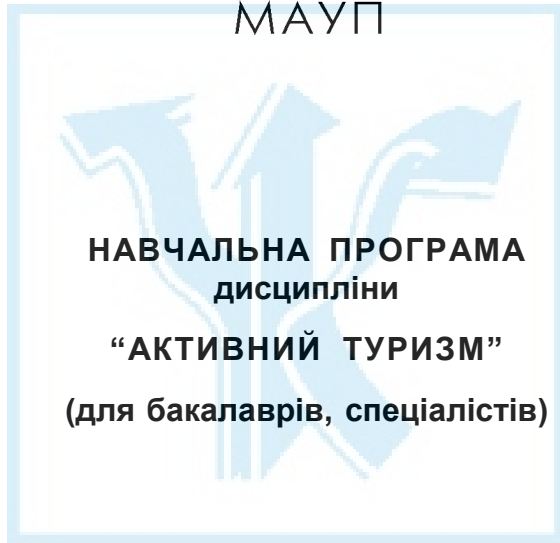 МАУП
НАВЧАЛЬНА ПРОГРАМА
дисципліни
“АКТИВНИЙ ТУРИЗМ”
(для бакалаврів, спеціалістів)